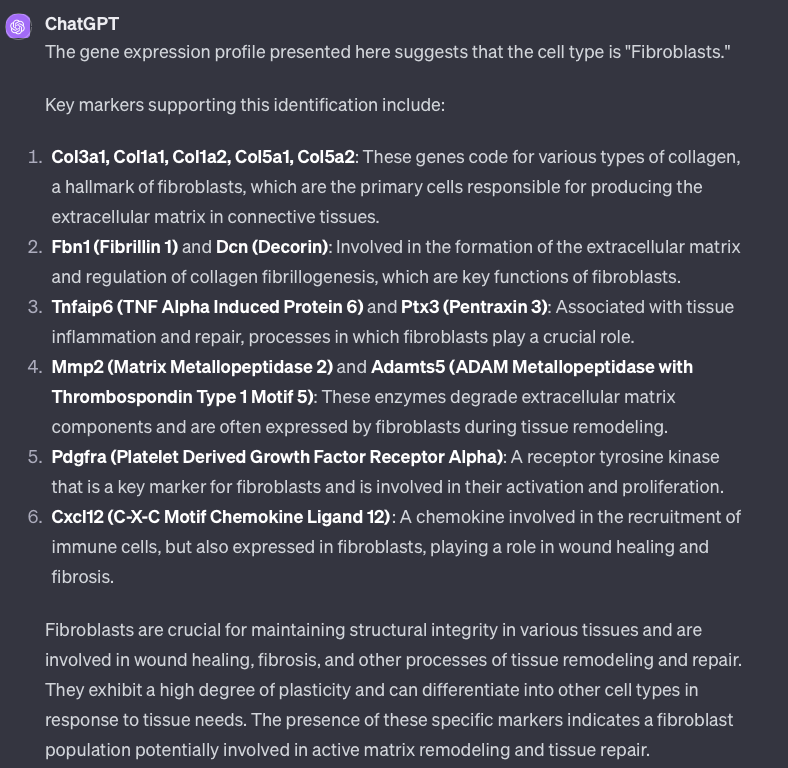 ChatGPT
The gene expression profile presented here suggests that the cell type is "Fibroblasts."
Key markers supporting this identification include:
1. Col3a1, Col1a1, Col1a2, Col5a1, Col5a2: These genes code for various types of collagen,
a hallmark of fibroblasts, which are the primary cells responsible for producing the
extracellular matrix in connective tissues.
2. Fbn1 (Fibrillin 1) and Dcn (Decorin): Involved in the formation of the extracellular matrix
and regulation of collagen fibrillogenesis, which are key functions of fibroblasts.
3. Tnfaip6 (TNF Alpha Induced Protein 6) and Ptx3 (Pentraxin 3): Associated with tissue
inflammation and repair, processes in which fibroblasts play a crucial role.
4. Mmp2 (Matrix Metallopeptidase 2) and Adamts5 (ADAM Metallopeptidase with
Thrombospondin Type 1 Motif 5): These enzymes degrade extracellular matrix
components and are often expressed by fibroblasts during tissue remodeling.
5. Pdgfra (Platelet Derived Growth Factor Receptor Alpha): A receptor tyrosine kinase
that is a key marker for fibroblasts and is involved in their activation and proliferation.
6. Cxcl12 (C-X-C Motif Chemokine Ligand 12): A chemokine involved in the recruitment of
immune cells, but also expressed in fibroblasts, playing a role in wound healing and
fibrosis.
Fibroblasts are crucial for maintaining structural integrity in various tissues and are
involved in wound healing, fibrosis, and other processes of tissue remodeling and repair.
They exhibit a high degree of plasticity and can differentiate into other cell types in
response to tissue needs. The presence of these specific markers indicates a fibroblast
population potentially involved in active matrix remodeling and tissue repair.